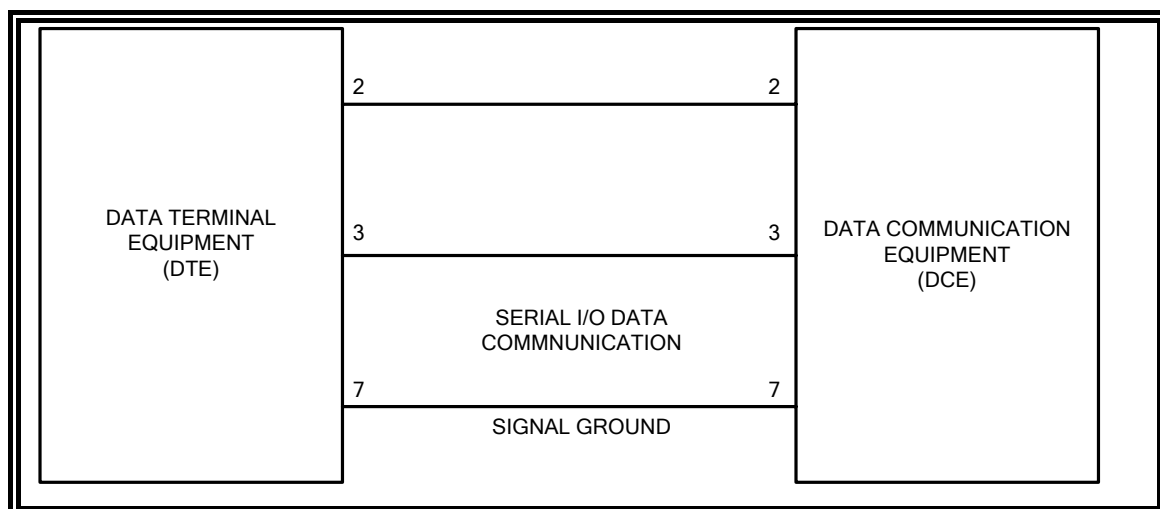 2 2
DATA TERMINAL
EQUIPMENT
(DTE)
3 3
DATA COMMUNICATION
EQUIPMENT
(DCE)
SERIAL I/O DATA
COMMNUNICATION
7 7
SIGNAL GROUND